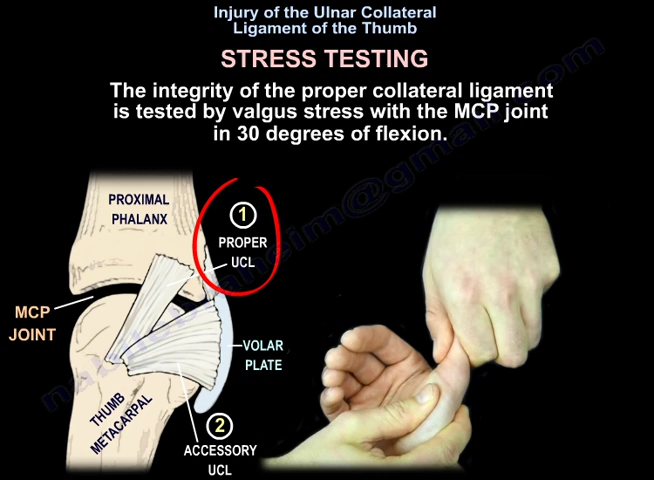 Injury of the Ulnar Collateral
Ligament of the Thumb
STRESS TESTING
The integrity of the proper collateral ligament
is tested by valgus stress with the MCP joint
in 30 degrees of flexion.
PROXIMAL
PHALANX
1
PROPER
UCL
MCP
JOINT
VOLAR
PLATE
THUMB
METACARPAL
2
ACCESSORY
UCL